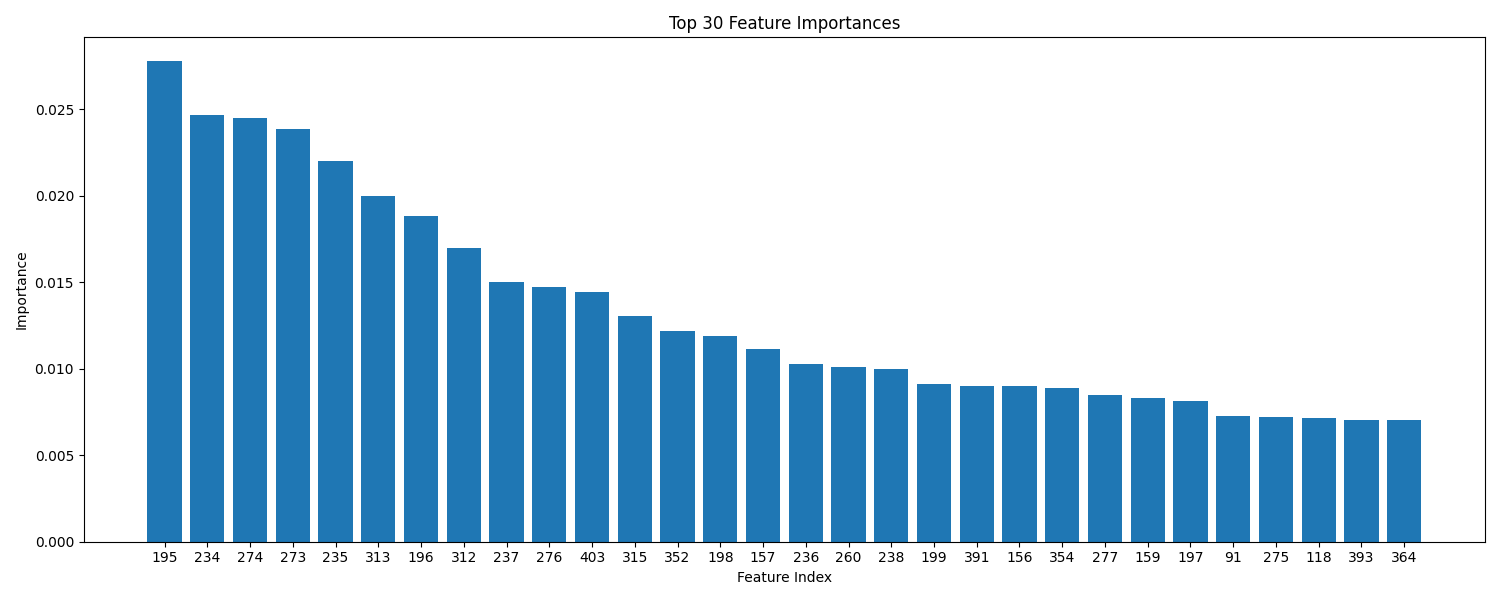 Top 30 Feature Importances
Importance
0.025
0.020
0.015
0.010
0.005
0.000
195 234 274 273 235 313 196 312 237 276 403 315 352 198 157 236 260 238 199 391 156 354 277 159 197 91 275 118 393 364
Feature Index